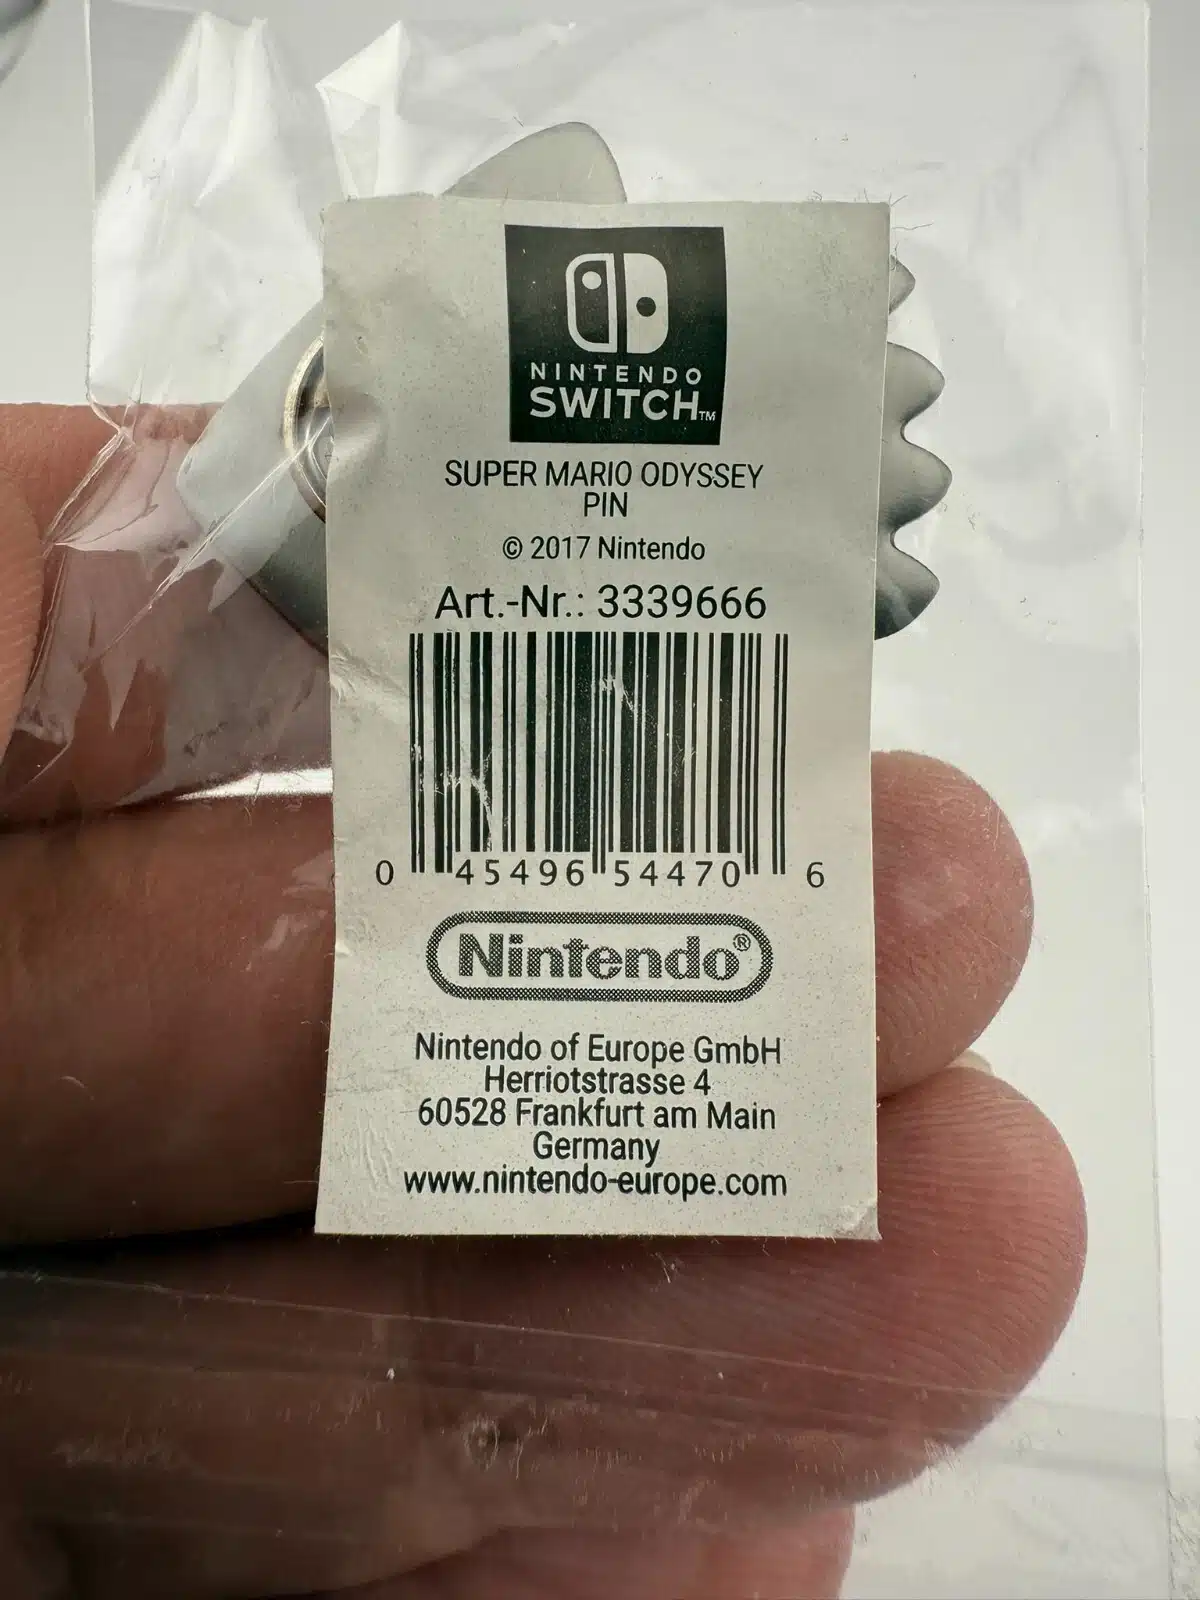 NINTENDO
SWITCH™
SUPER MARIO ODYSSEY
PIN
© 2017 Nintendo
Art.-Nr.: 3339666
0 45496 54470 6
Nintendo®
Nintendo of Europe GmbH
Herriotstrasse 4
60528 Frankfurt am Main
Germany
www.nintendo-europe.com